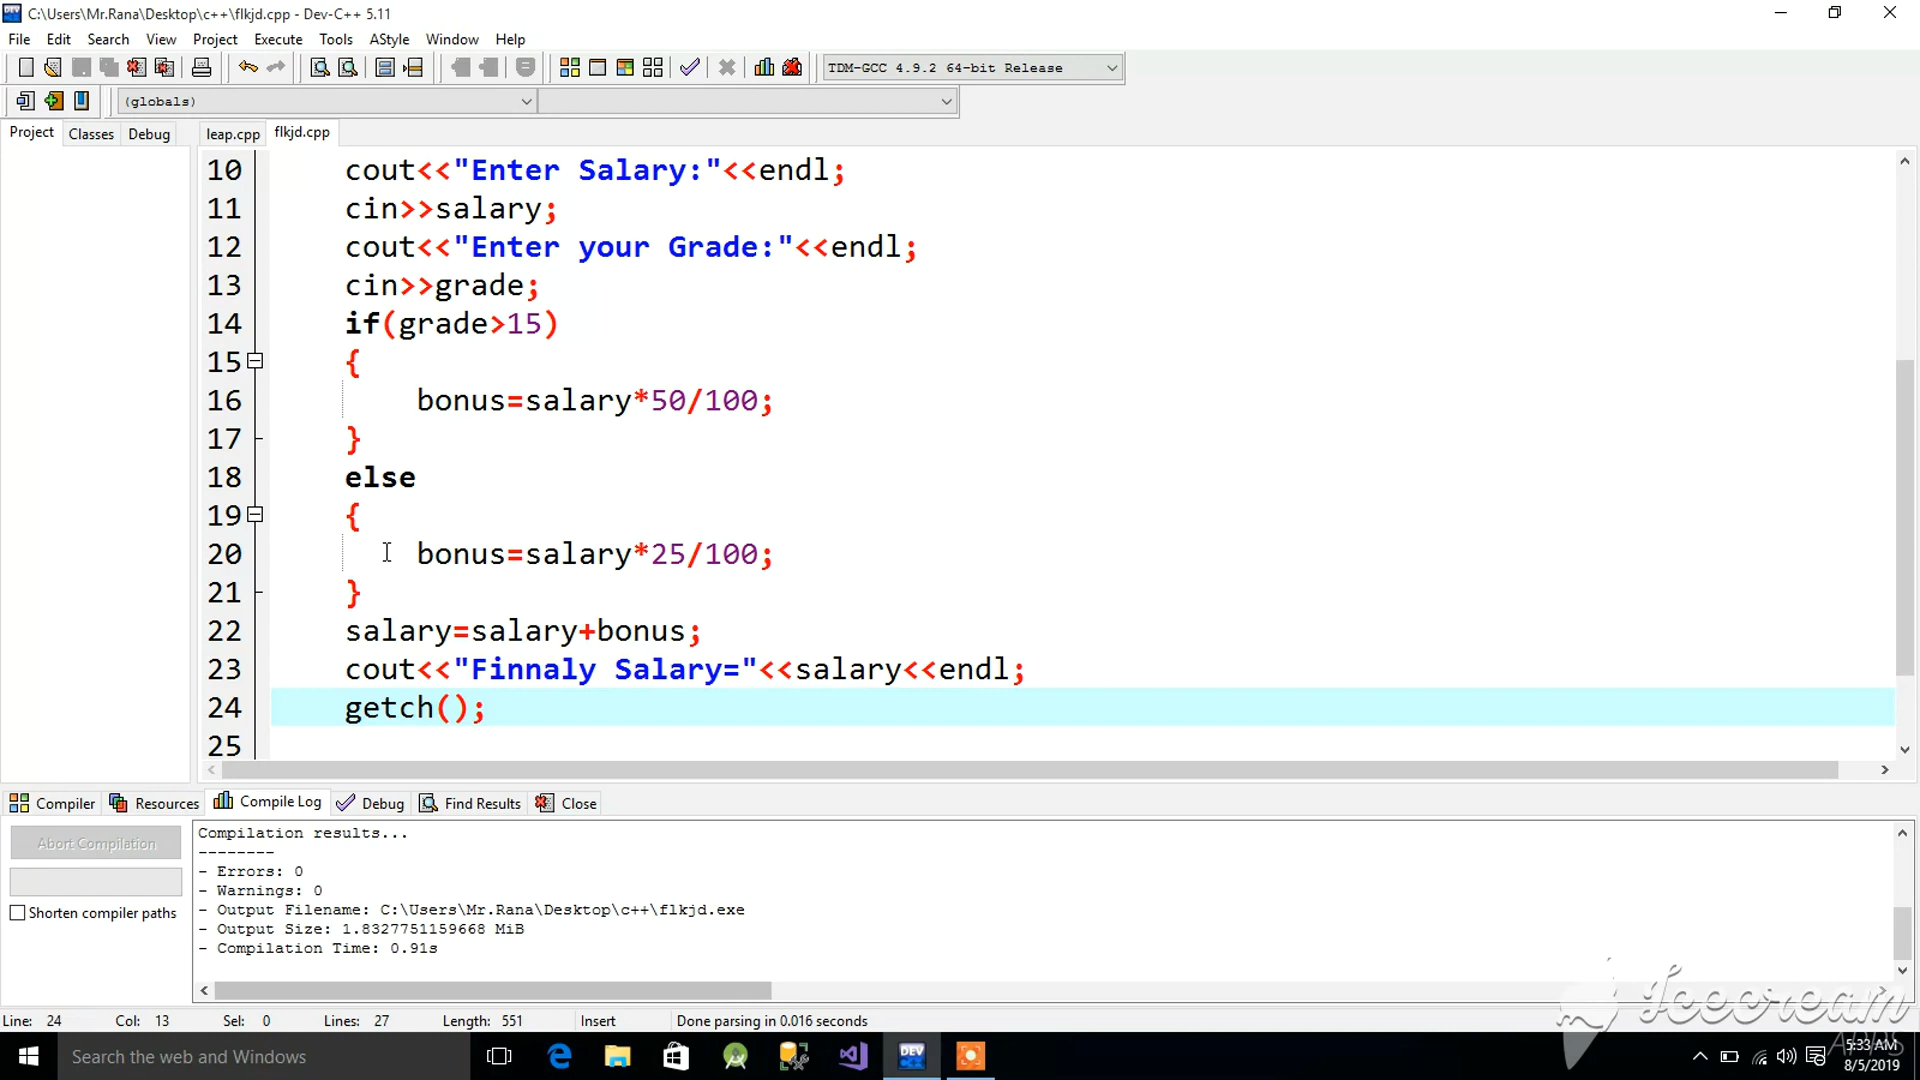 C:\Users\Mr.Rana\Desktop\c++\flkjd.cpp - Dev-C++ 5.11
File Edit Search View Project Execute Tools AStyle Window Help
TDM-GCC 4.9.2 64-bit Release
(globals)
Project Classes Debug leap.cpp flkjd.cpp
10 cout<<"Enter Salary:"<<endl;
11 cin>>salary;
12 cout<<"Enter your Grade:"<<endl;
13 cin>>grade;
14 if(grade>15)
15 {
16 bonus=salary*50/100;
17 }
18 else
19 {
20 bonus=salary*25/100;
21 }
22 salary=salary+bonus;
23 cout<<"Finnaly Salary="<<salary<<endl;
24 getch();
25
Compiler Resources Compile Log Debug Find Results Close
Abort Compilation
Shorten compiler paths
Compilation results...
--------
- Errors: 0
- Warnings: 0
- Output Filename: C:\Users\Mr.Rana\Desktop\c++\flkjd.exe
- Output Size: 1.8327751159668 MiB
- Compilation Time: 0.91s
Line: 24 Col: 13 Sel: 0 Lines: 27 Length: 551 Insert Done parsing in 0.016 seconds
Icecream
APPS
Search the web and Windows
DEV
5:33 AM
8/5/2019